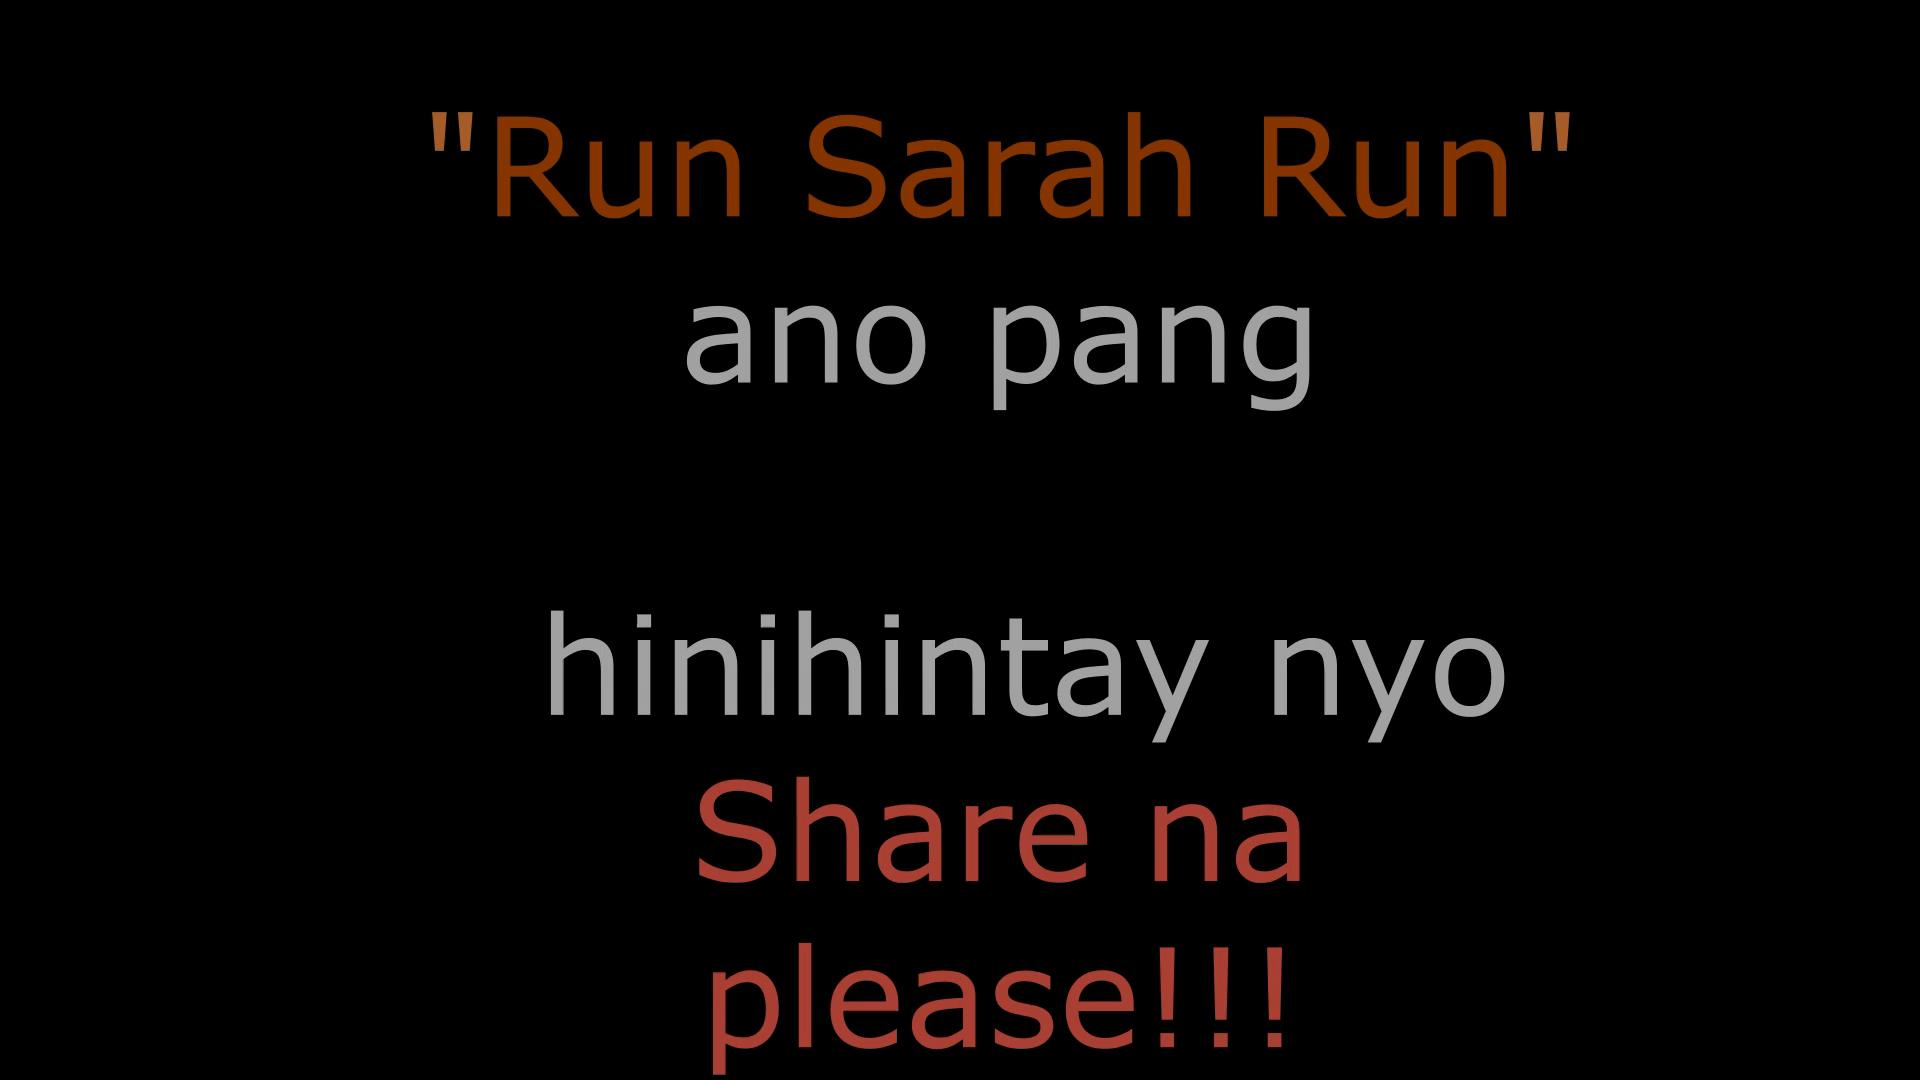 "Run Sarah Run"
ano pang
hinihintay nyo
Share na
please!!!